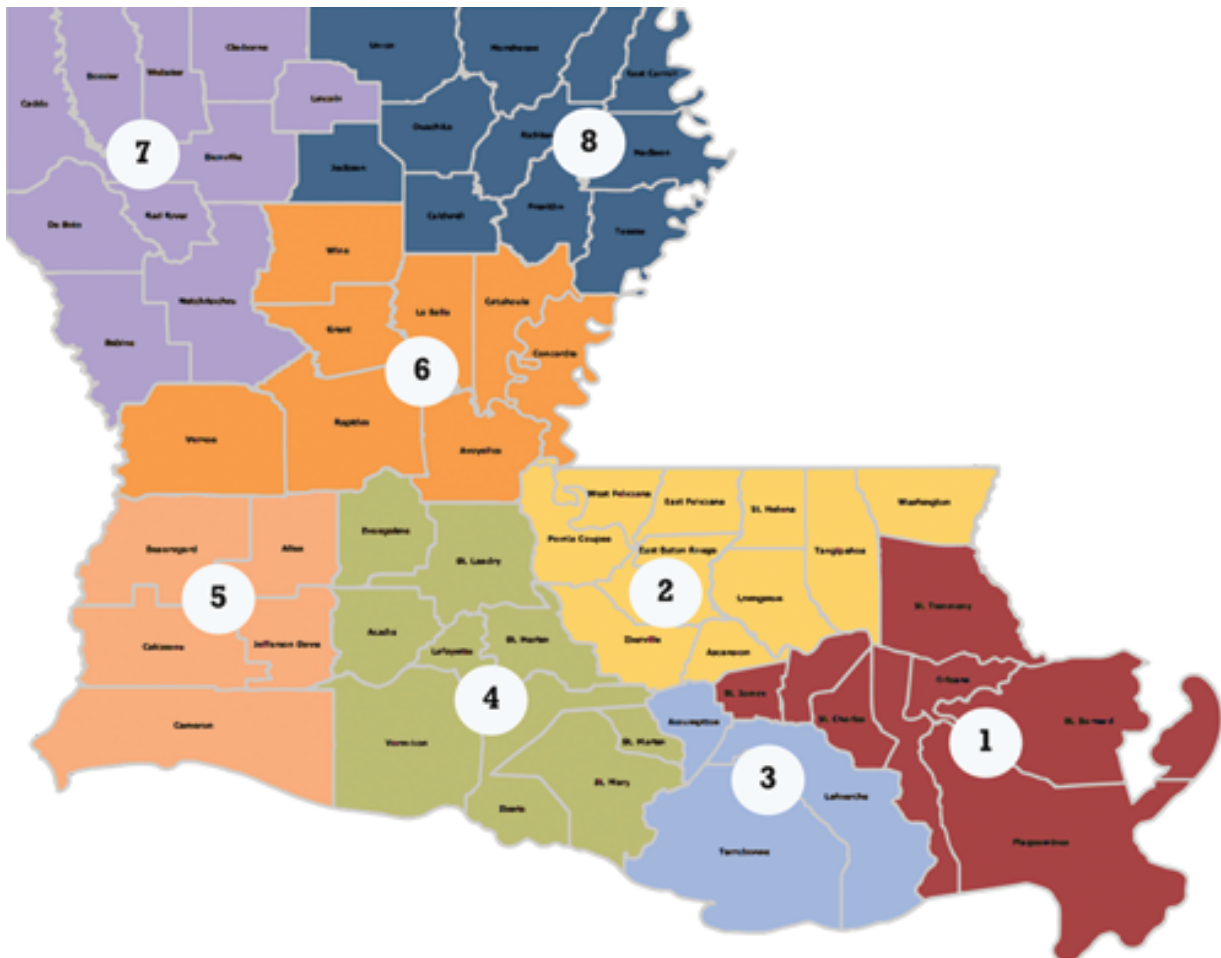 Claiborne
Union
Morehouse
East Carroll
Bossier
Webster
Lincoln
Caddo
Ouachita
Richland
7
8
Madison
Bienville
Jackson
De Soto
Red River
Caldwell
Franklin
Tensas
Winn
Natchitoches
La Salle
Catahoula
Sabine
Grant
Concordia
6
Vernon
Rapides
Avoyelles
West Feliciana
East Feliciana
St. Helena
Washington
Evangeline
Pointe Coupee
East Baton Rouge
Tangipahoa
Beauregard
Allen
St. Landry
5
2
Livingston
St. Tammany
Acadia
St. Martin
Calcasieu
Jefferson Davis
Lafayette
Iberville
Ascension
4
St. James
Orleans
Cameron
Vermilion
Assumption
St. Charles
St. Bernard
St. Martin
1
3
St. Mary
Lafourche
Iberia
Terrebonne
Plaquemines